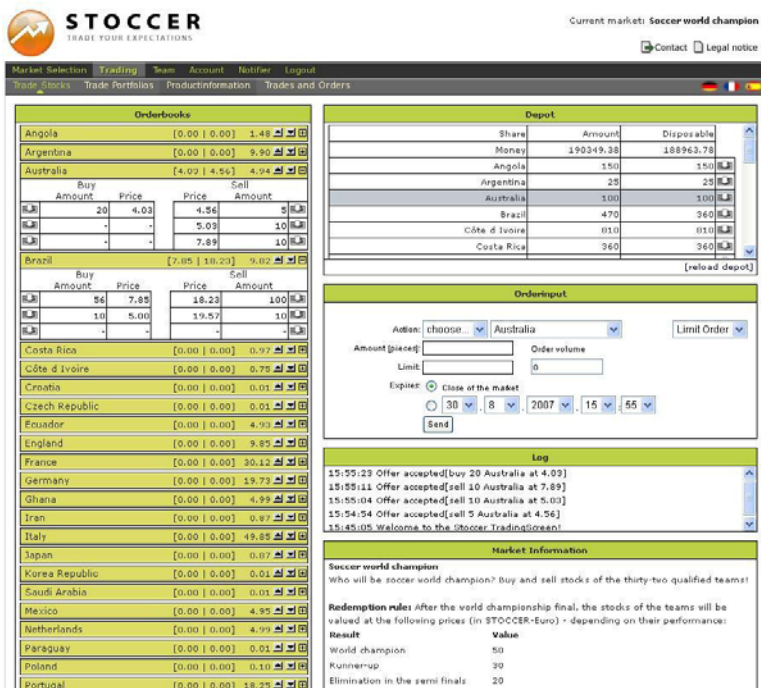 STOCCER
TRADE YOUR EXPECTATIONS
Current market: Soccer world champion
Contact Legal notice
Market Selection Trading Team Account Notifier Logout
Trade Stocks Trade Portfolios Productinformation Trades and Orders
Orderbooks
Angola [0.00 | 0.00] 1.48
Argentina [0.00 | 0.00] 9.90
Australia [4.03 | 4.56] 4.94
Buy Sell
Amount Price Price Amount
20 4.03 4.56 5
- - 5.03 10
- - 7.89 10
Brazil [7.85 | 18.23] 9.82
Buy Sell
Amount Price Price Amount
56 7.85 18.23 100
10 5.00 19.57 10
- - - -
Costa Rica [0.00 | 0.00] 0.97
Côte d Ivoire [0.00 | 0.00] 0.75
Croatia [0.00 | 0.00] 0.01
Czech Republic [0.00 | 0.00] 0.01
Ecuador [0.00 | 0.00] 4.93
England [0.00 | 0.00] 9.85
France [0.00 | 0.00] 30.12
Germany [0.00 | 0.00] 19.73
Ghana [0.00 | 0.00] 4.99
Iran [0.00 | 0.00] 0.87
Italy [0.00 | 0.00] 49.85
Japan [0.00 | 0.00] 0.87
Korea Republic [0.00 | 0.00] 0.01
Saudi Arabia [0.00 | 0.00] 0.01
Mexico [0.00 | 0.00] 4.95
Netherlands [0.00 | 0.00] 4.99
Paraguay [0.00 | 0.00] 0.01
Poland [0.00 | 0.00] 0.10
Portugal [0.00 | 0.00] 18.25
Depot
Share Amount Disposable
Money 190349.38 188963.78
Angola 150 150
Argentina 25 25
Australia 100 100
Brazil 470 360
Côte d Ivoire 810 810
Costa Rica 360 360
[reload depot]
Orderinput
Action: choose... Australia Limit Order
Amount [pieces]: Order volume
Limit: 0
Expires: Close of the market
30 . 8 . 2007 , 15 : 55
Send
Log
15:55:23 Offer accepted[buy 20 Australia at 4.03]
15:55:11 Offer accepted[sell 10 Australia at 7.89]
15:55:04 Offer accepted[sell 10 Australia at 5.03]
15:54:54 Offer accepted[sell 5 Australia at 4.56]
15:45:05 Welcome to the Stoccer TradingScreen!
Market Information
Soccer world champion
Who will be soccer world champion? Buy and sell stocks of the thirty-two qualified teams!
Redemption rule: After the world championship final, the stocks of the teams will be
valued at the following prices (in STOCCER-Euro) - depending on their performance:
Result Value
World champion 50
Runner-up 30
Elimination in the semi finals 20